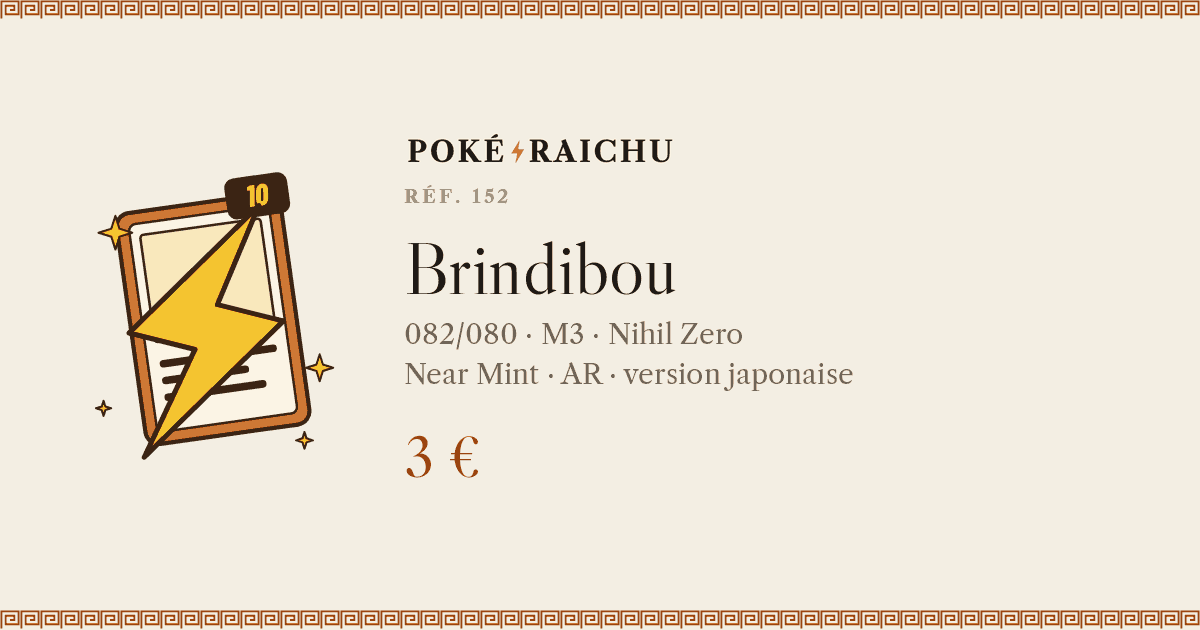 10
POKÉ RAICHU
RÉF. 152
Brindibou
082/080 · M3 · Nihil Zero
Near Mint · AR · version japonaise
3 €